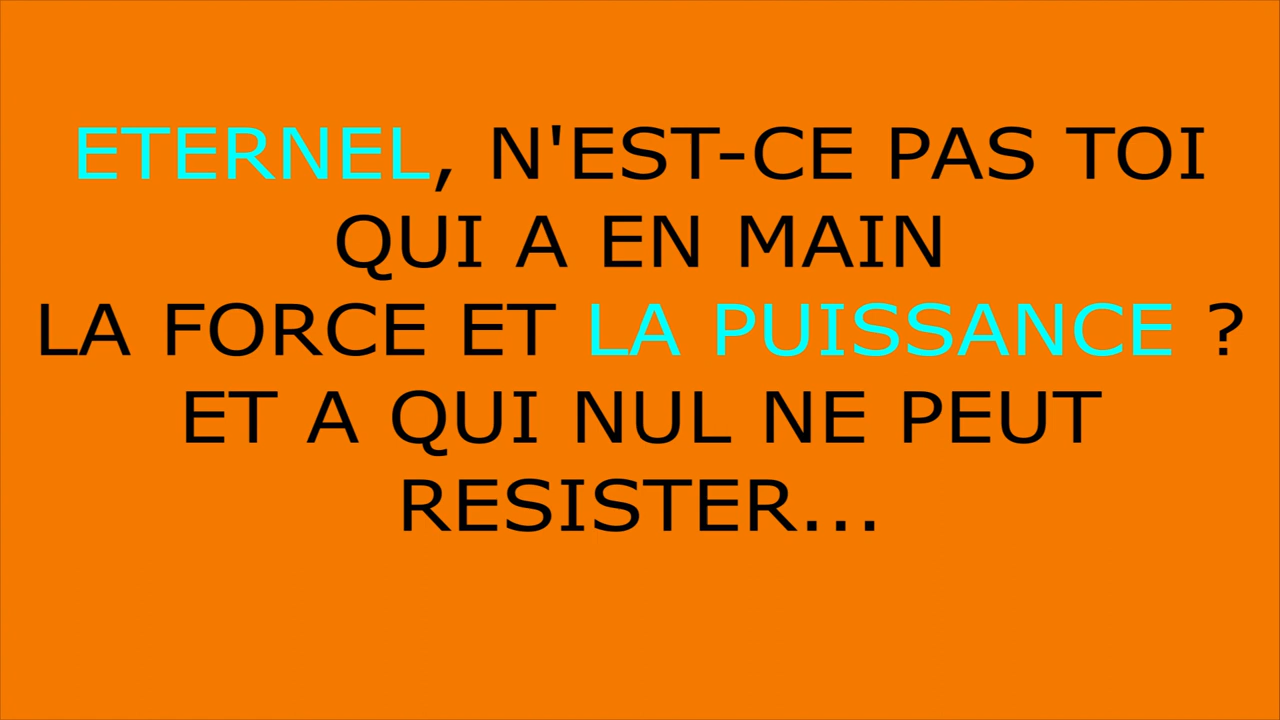 ETERNEL, N'EST-CE PAS TOI
QUI A EN MAIN
LA FORCE ET LA PUISSANCE ?
ET A QUI NUL NE PEUT
RESISTER...